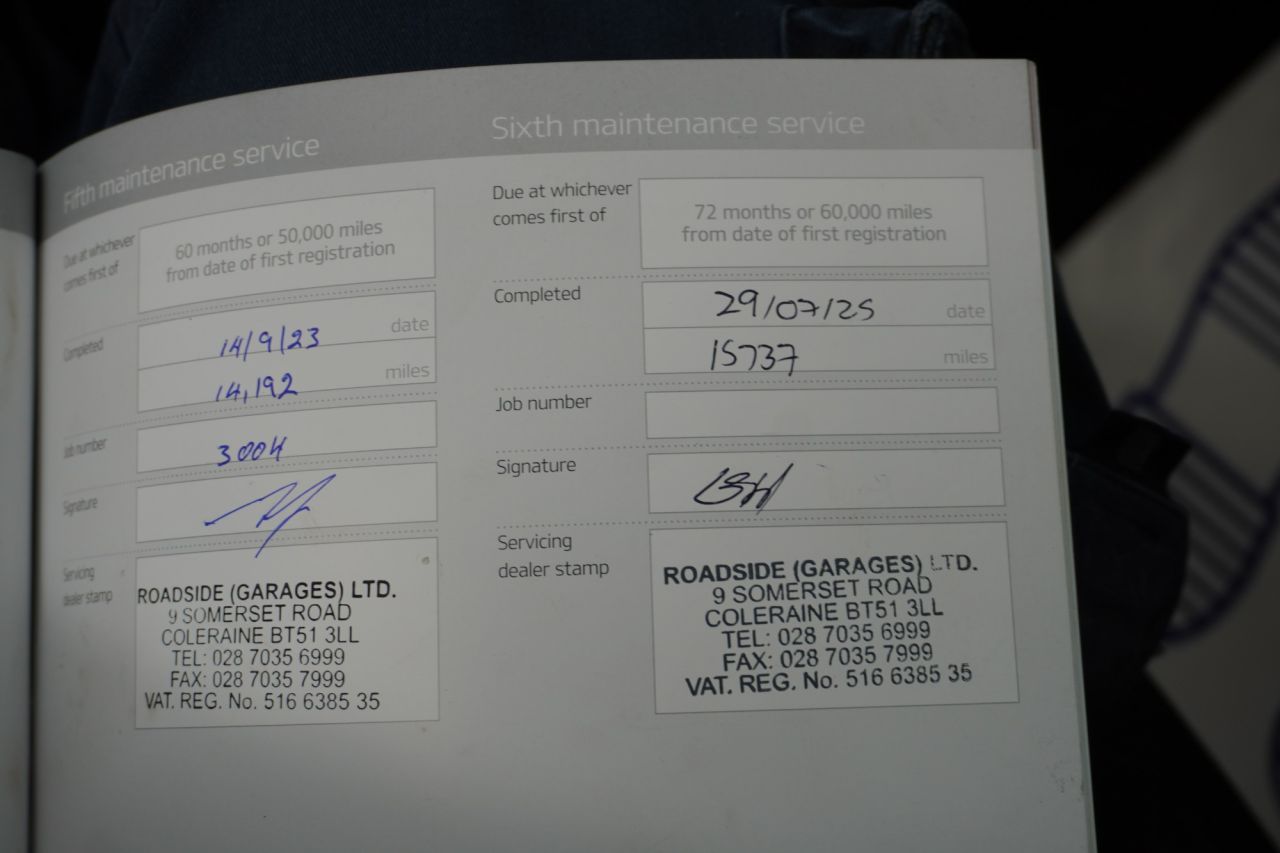 Fifth maintenance service
Due at whichever
comes first of
60 months or 50,000 miles
from date of first registration
Completed
14/9/23 date
14,192 miles
Job number
3004
Signature
Servicing
dealer stamp
ROADSIDE (GARAGES) LTD.
9 SOMERSET ROAD
COLERAINE BT51 3LL
TEL: 028 7035 6999
FAX: 028 7035 7999
VAT. REG. No. 516 6385 35
Sixth maintenance service
Due at whichever
comes first of
72 months or 60,000 miles
from date of first registration
Completed
29/07/25 date
15737 miles
Job number
Signature
Servicing
dealer stamp
ROADSIDE (GARAGES) LTD.
9 SOMERSET ROAD
COLERAINE BT51 3LL
TEL: 028 7035 6999
FAX: 028 7035 7999
VAT. REG. No. 516 6385 35